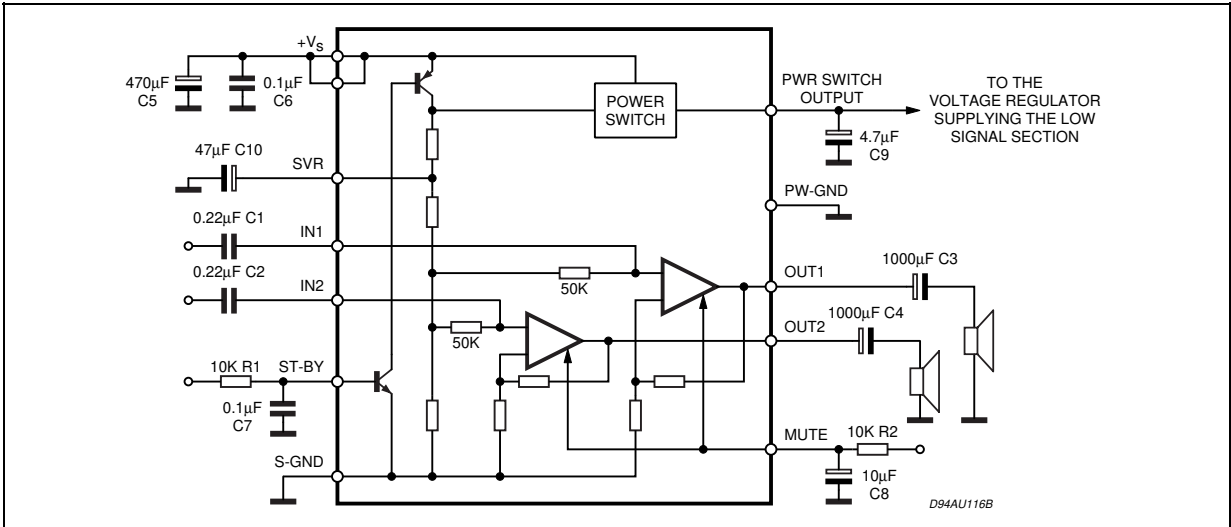 +VS
470µF
C5
0.1µF
C6
47µF C10
SVR
0.22µF C1
IN1
0.22µF C2
IN2
10K R1
ST-BY
0.1µF
C7
S-GND
50K
50K
POWER
SWITCH
PWR SWITCH
OUTPUT
4.7µF
C9
TO THE
VOLTAGE REGULATOR
SUPPLYING THE LOW
SIGNAL SECTION
PW-GND
OUT1
1000µF C3
OUT2
1000µF C4
MUTE
10K R2
10µF
C8
D94AU116B